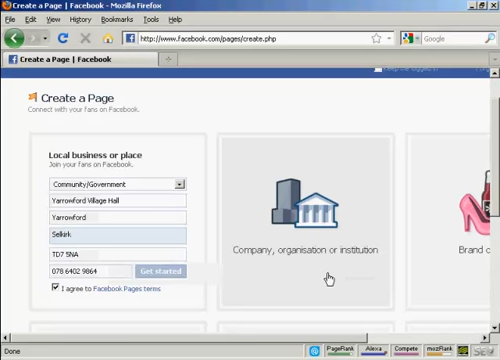 Create a Page | Facebook - Mozilla Firefox
File Edit View History Bookmarks Tools Help
http://www.facebook.com/pages/create.php
Google
Create a Page | Facebook
Create a Page
Connect with your fans on Facebook.
Local business or place
Join your fans on Facebook.
Community/Government
Yarrowford Village Hall
Yarrowford
Selkirk
TD7 5NA
078 6402 9864
Get started
I agree to Facebook Pages terms
Company, organisation or institution
Brand o
Done
PageRank
Alexa
Compete
mozRank